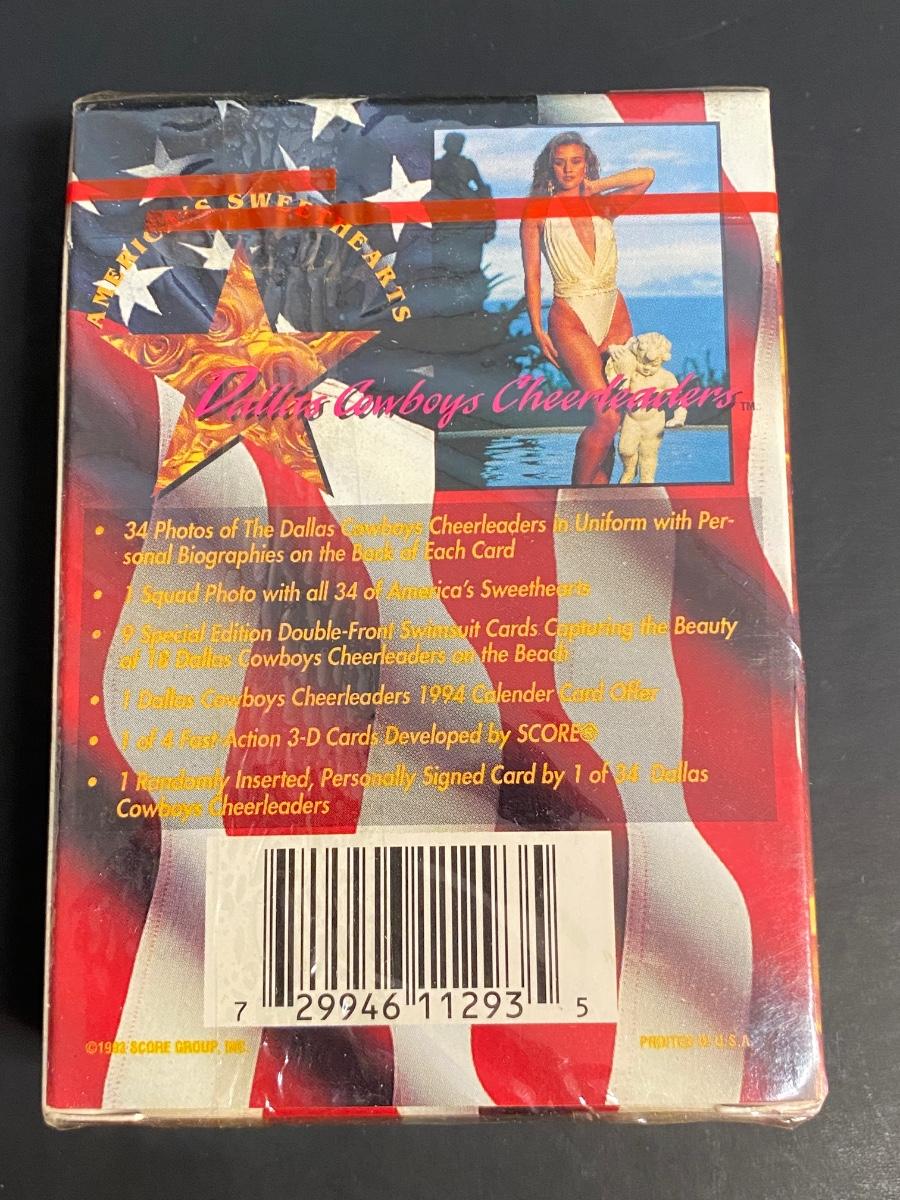 AMERICA'S SWEETHEARTS
Dallas Cowboys Cheerleaders™
• 34 Photos of The Dallas Cowboys Cheerleaders in Uniform with Per-
sonal Biographies on the Back of Each Card
• 1 Squad Photo with all 34 of America's Sweethearts
• 9 Special Edition Double-Front Swimsuit Cards Capturing the Beauty
of 18 Dallas Cowboys Cheerleaders on the Beach
• 1 Dallas Cowboys Cheerleaders 1994 Calender Card Offer
• 1 of 4 Fast-Action 3-D Cards Developed by SCORE®
• 1 Randomly Inserted, Personally Signed Card by 1 of 34 Dallas
Cowboys Cheerleaders
7 29946 11293 5
©1993 SCORE GROUP, INC.
PRINTED IN U.S.A.